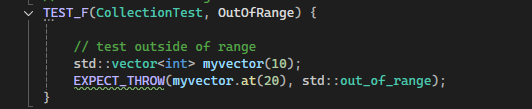 TEST_F(CollectionTest, OutOfRange) {
// test outside of range
std::vector<int> myvector(10);
EXPECT_THROW(myvector.at(20), std::out_of_range);
}